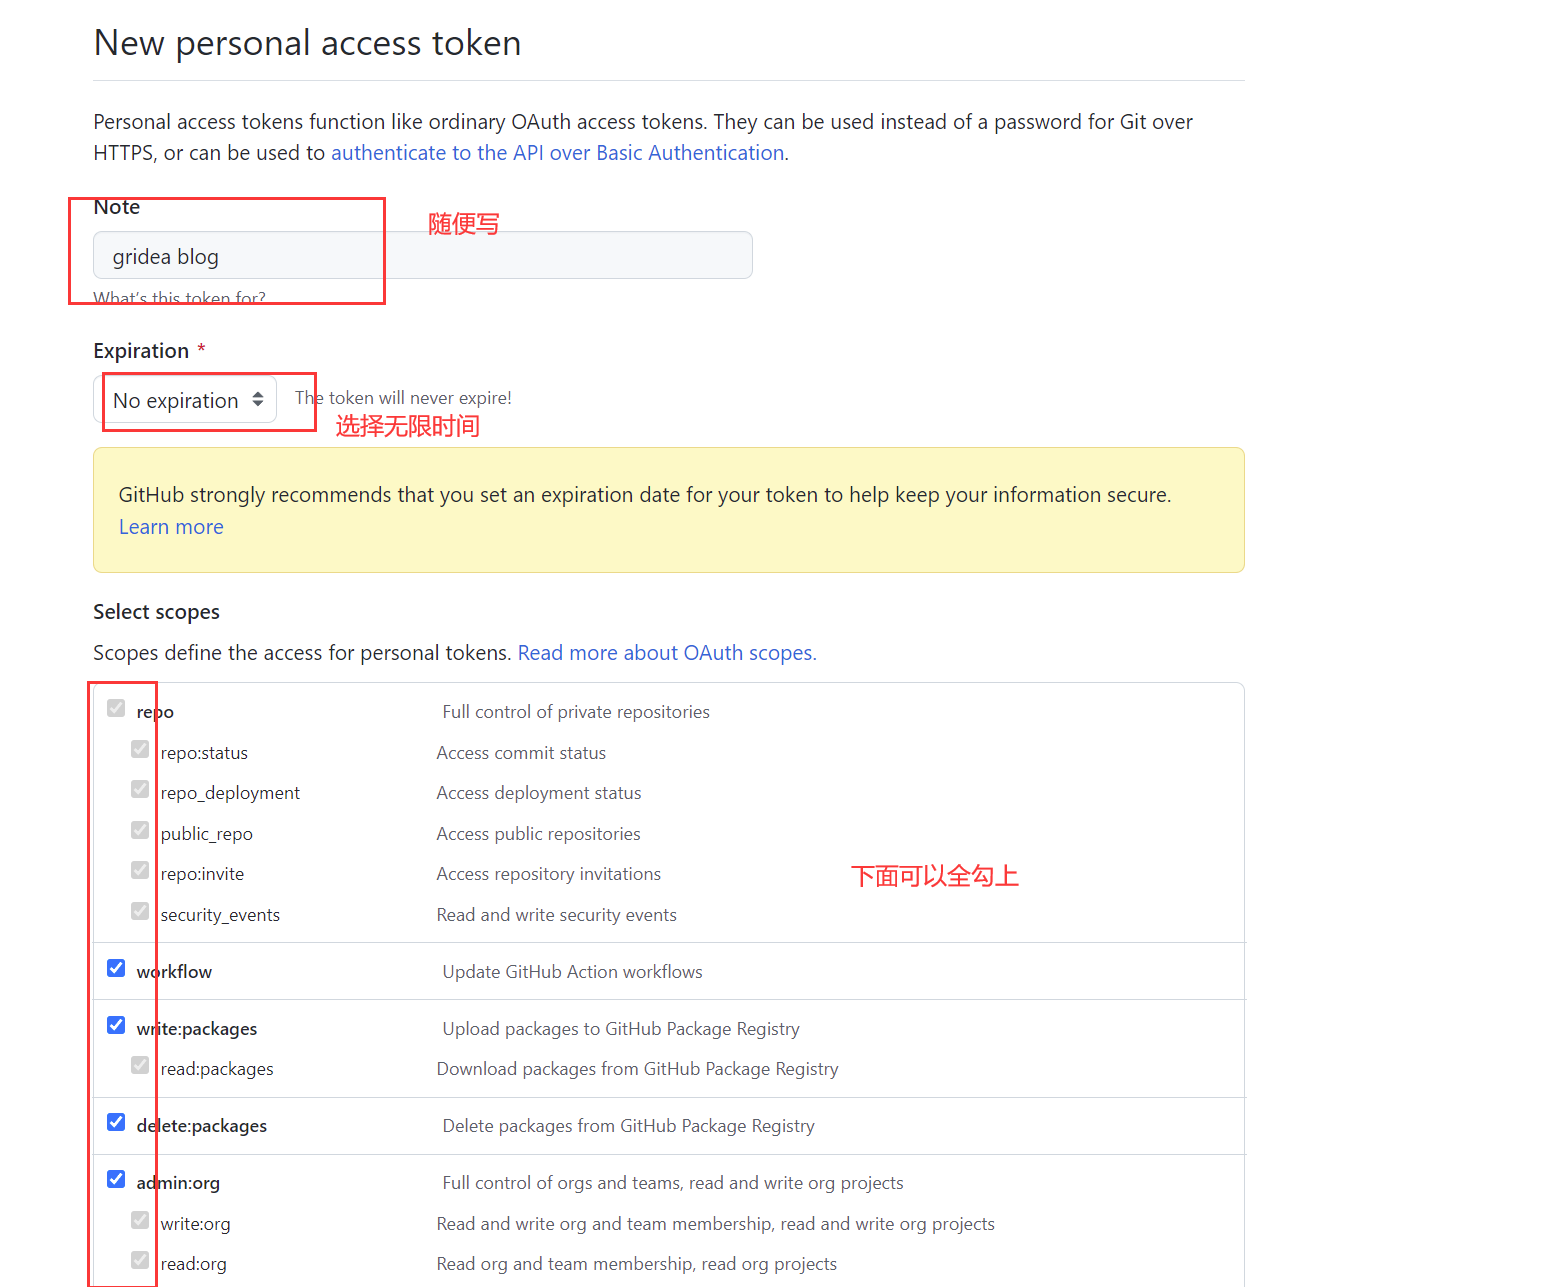 New personal access token
Personal access tokens function like ordinary OAuth access tokens. They can be used instead of a password for Git over
HTTPS, or can be used to authenticate to the API over Basic Authentication.
Note
随便写
gridea blog
What's this token for?
Expiration *
No expiration
The token will never expire!
选择无限时间
GitHub strongly recommends that you set an expiration date for your token to help keep your information secure.
Learn more
Select scopes
Scopes define the access for personal tokens. Read more about OAuth scopes.
repo Full control of private repositories
repo:status Access commit status
repo_deployment Access deployment status
public_repo Access public repositories
repo:invite Access repository invitations
下面可以全勾上
security_events Read and write security events
workflow Update GitHub Action workflows
write:packages Upload packages to GitHub Package Registry
read:packages Download packages from GitHub Package Registry
delete:packages Delete packages from GitHub Package Registry
admin:org Full control of orgs and teams, read and write org projects
write:org Read and write org and team membership, read and write org projects
read:org Read org and team membership, read org projects